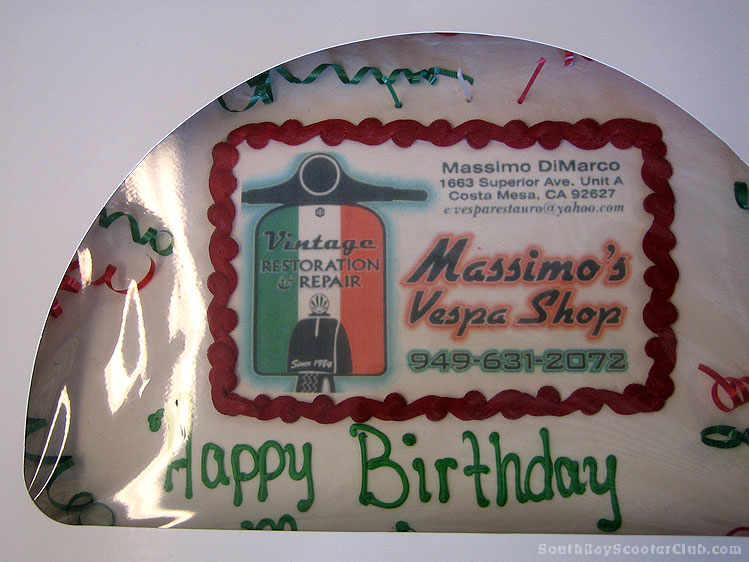 Massimo DiMarco
1663 Superior Ave. Unit A
Costa Mesa, CA 92627
e:vesparestauro@yahoo.com
Vintage
RESTORATION
& REPAIR
Since 1984
Massimo's
Vespa Shop
949-631-2072
Happy Birthday
SouthBayScooterClub.com